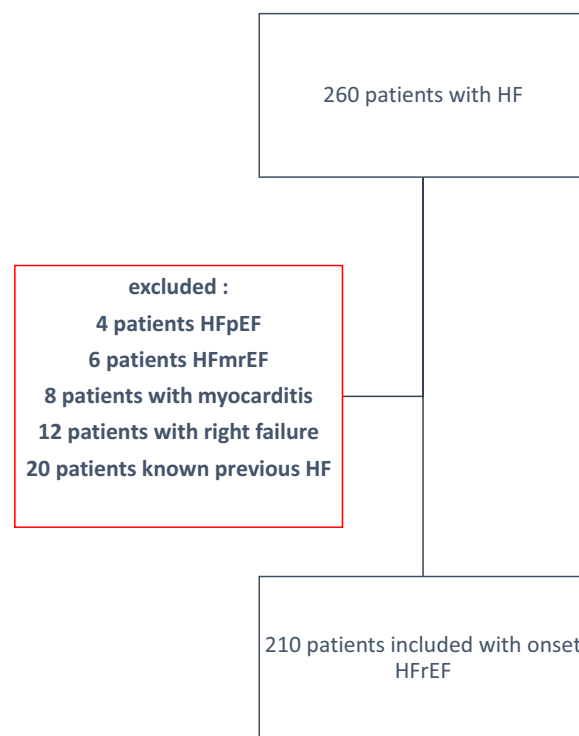 260 patients with HF
excluded :
4 patients HFpEF
6 patients HFmrEF
8 patients with myocarditis
12 patients with right failure
20 patients known previous HF
210 patients included with onset
HFrEF